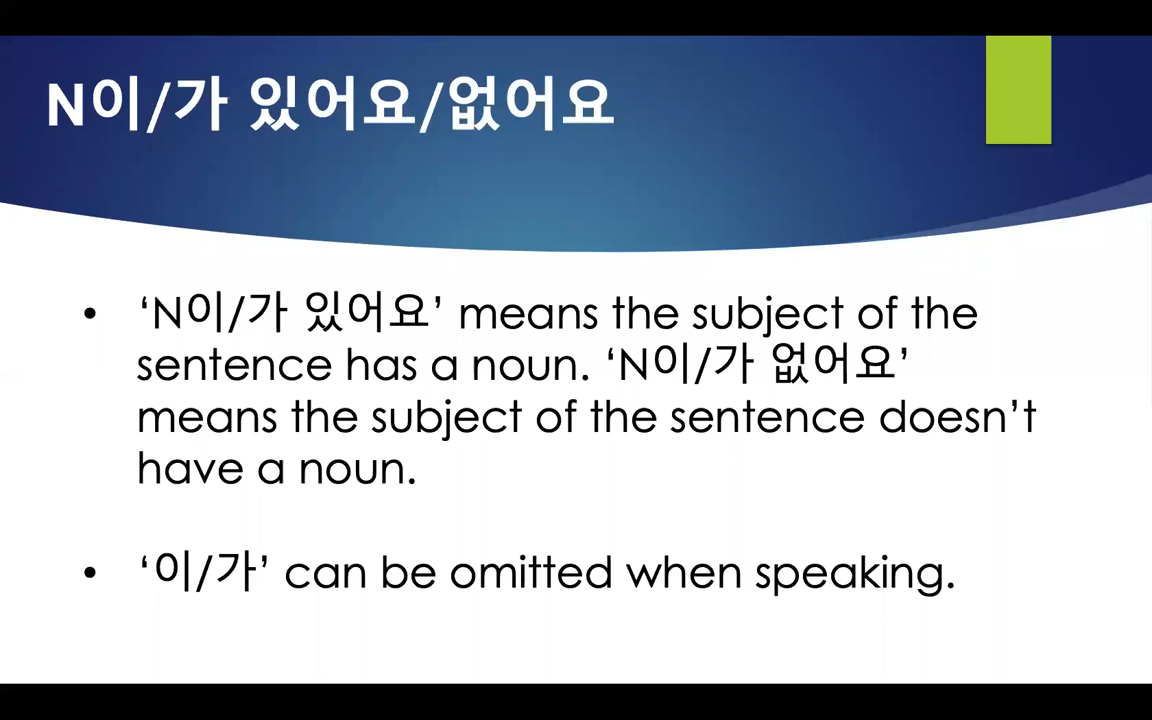 N이/가 있어요/없어요
• ‘N이/가 있어요’ means the subject of the
sentence has a noun. ‘N이/가 없어요’
means the subject of the sentence doesn’t
have a noun.
• ‘이/가’ can be omitted when speaking.